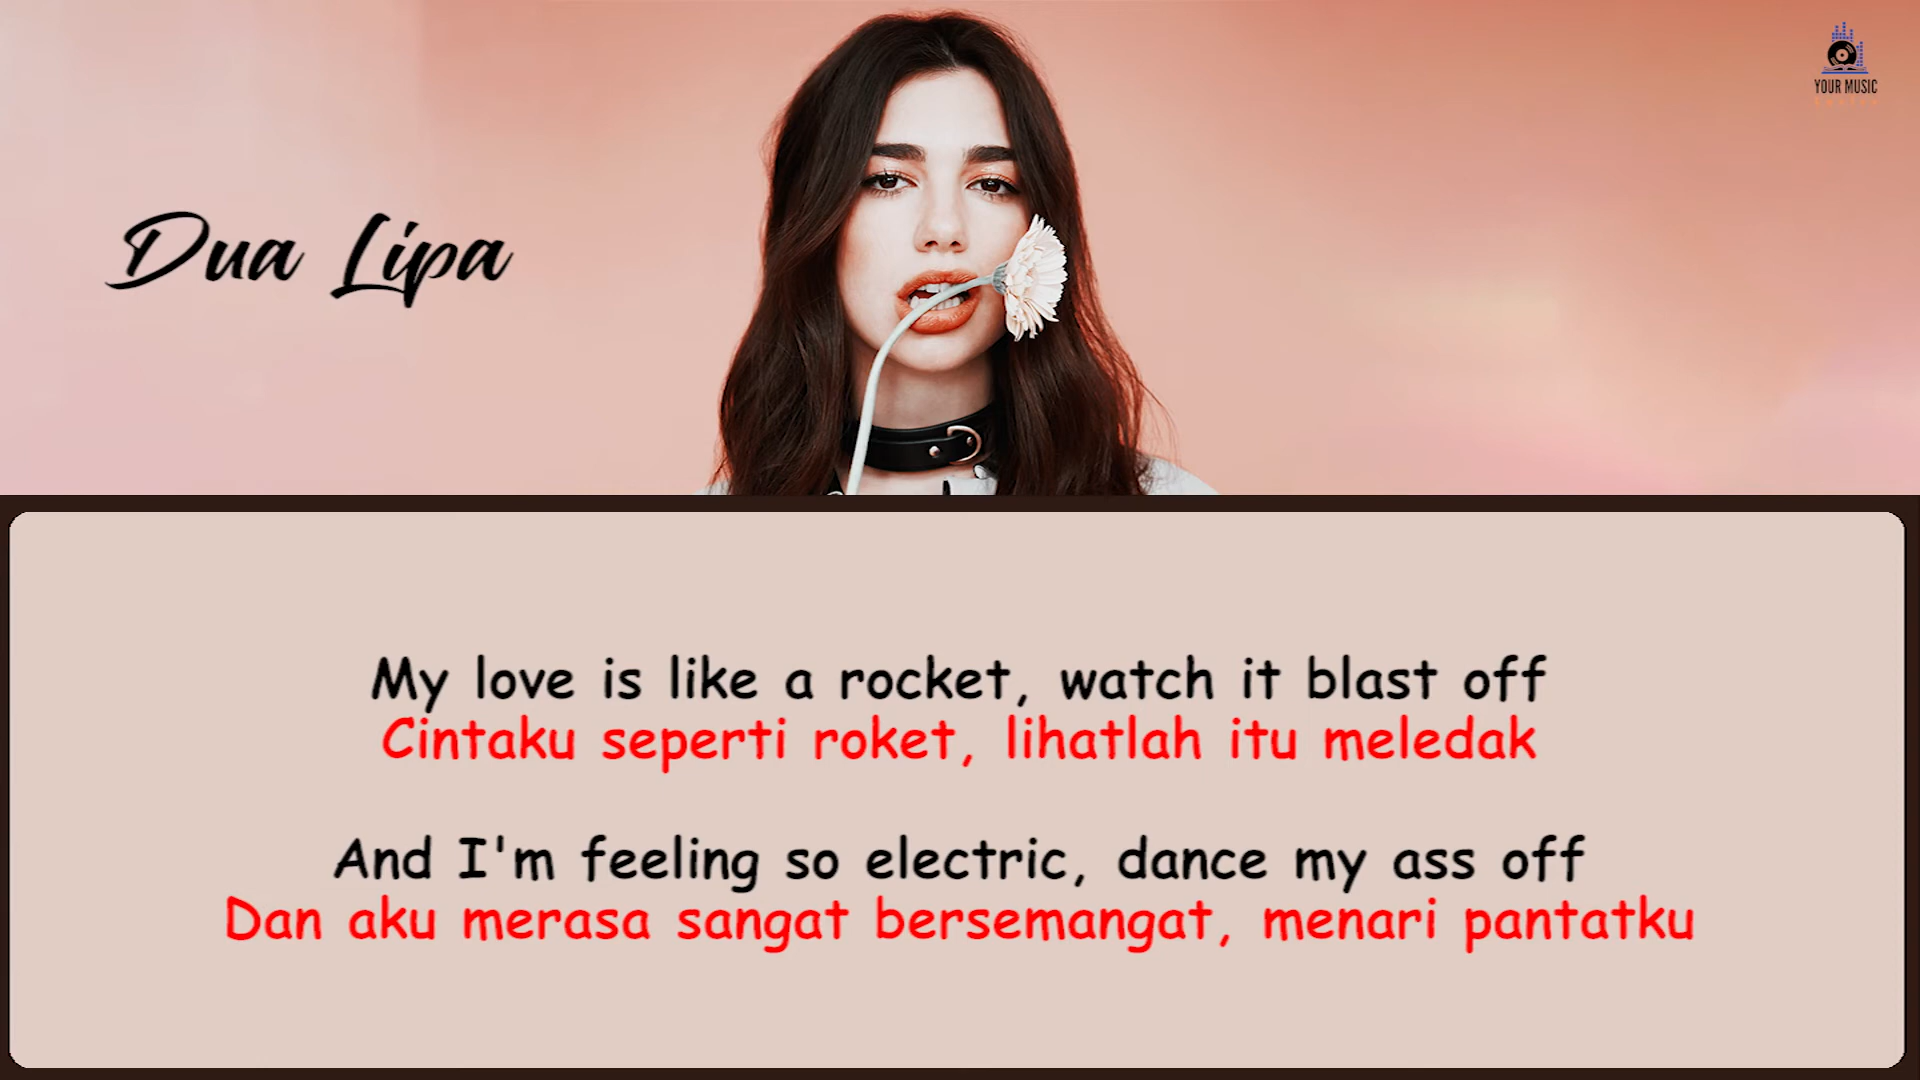 YOUR MUSIC
Dua Lipa
My love is like a rocket, watch it blast off
Cintaku seperti roket, lihatlah itu meledak
And I'm feeling so electric, dance my ass off
Dan aku merasa sangat bersemangat, menari pantatku